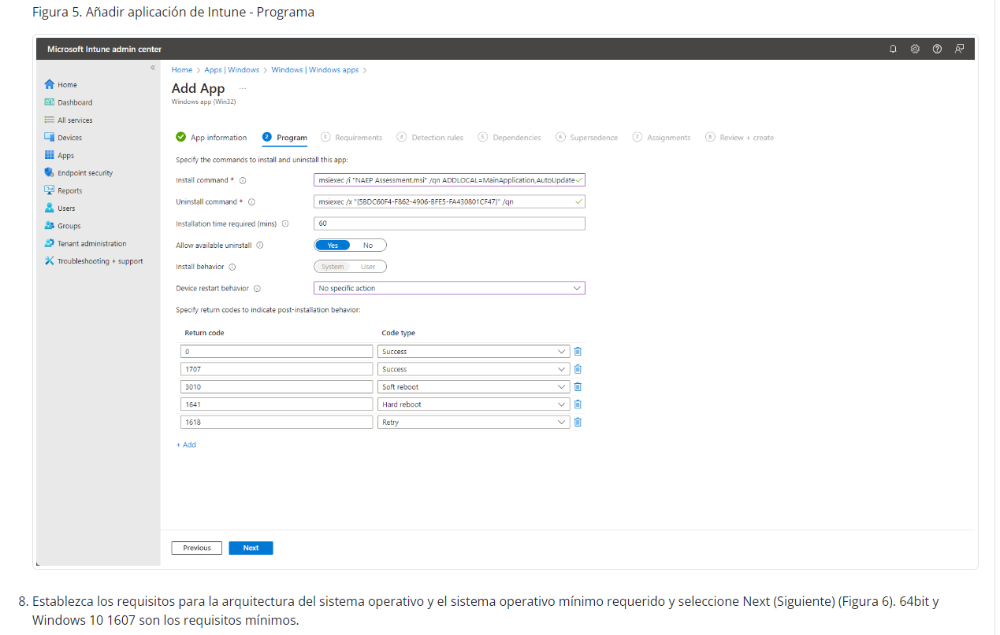 Figura 5. Añadir aplicación de Intune - Programa
Microsoft Intune admin center
Home
Dashboard
All services
Devices
Apps
Endpoint security
Reports
Users
Groups
Tenant administration
Troubleshooting + support
Home > Apps | Windows > Windows | Windows apps >
Add App ...
Windows app (Win32)
App information 2 Program 3 Requirements 4 Detection rules 5 Dependencies 6 Supersedence 7 Assignments 8 Review + create
Specify the commands to install and uninstall this app:
Install command * msiexec /i "NAEP Assessment.msi" /qn ADDLOCAL=MainApplication,AutoUpdate
Uninstall command * msiexec /x "{5BDC60F4-F862-4906-BFE5-FA430801CF47}" /qn
Installation time required (mins) 60
Allow available uninstall Yes No
Install behavior System User
Device restart behavior No specific action
Specify return codes to indicate post-installation behavior:
Return code Code type
0 Success
1707 Success
3010 Soft reboot
1641 Hard reboot
1618 Retry
+ Add
Previous Next
8. Establezca los requisitos para la arquitectura del sistema operativo y el sistema operativo mínimo requerido y seleccione Next (Siguiente) (Figura 6). 64bit y
Windows 10 1607 son los requisitos mínimos.